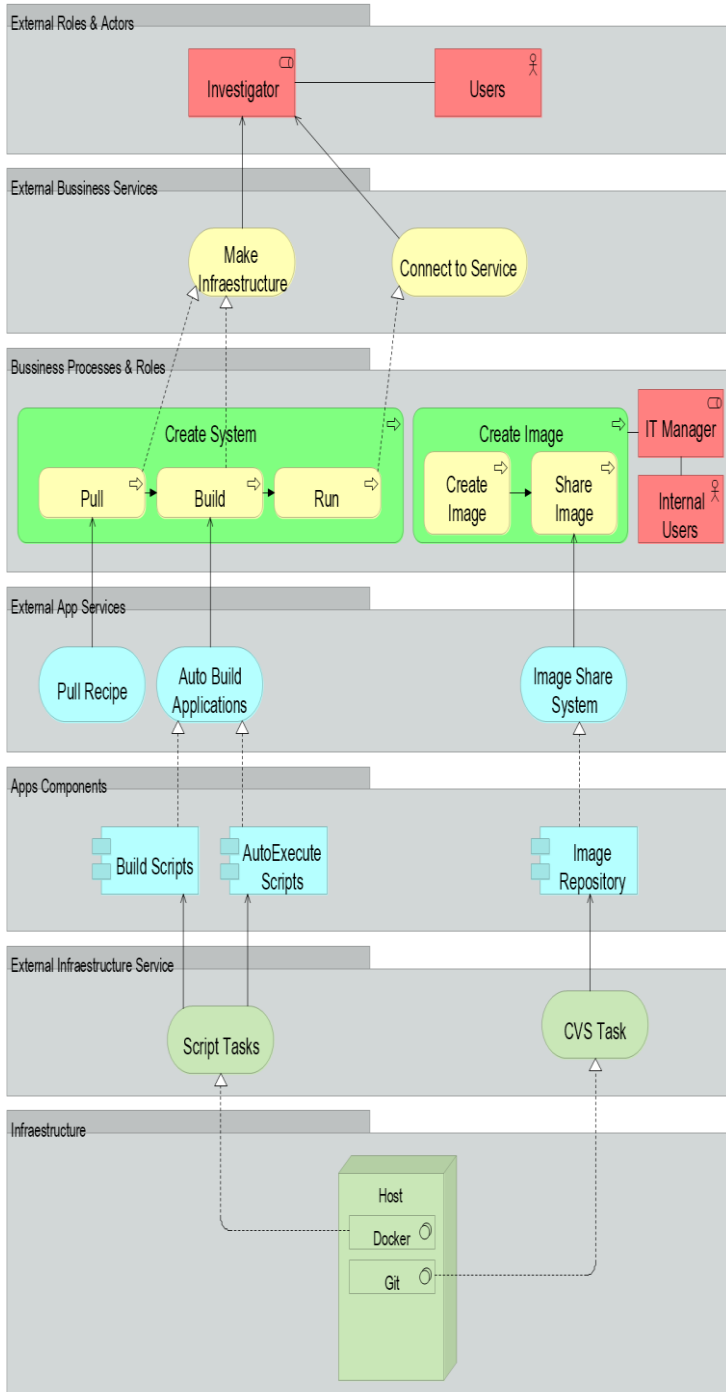 External Roles & Actors
Investigator
Users
External Bussiness Services
Make
Infraestructure
Connect to Service
Bussiness Processes & Roles
Create System
Pull
Build
Run
Create Image
Create
Image
Share
Image
IT Manager
Internal
Users
External App Services
Pull Recipe
Auto Build
Applications
Image Share
System
Apps Components
Build Scripts
AutoExecute
Scripts
Image
Repository
External Infraestructure Service
Script Tasks
CVS Task
Infraestructure
Host
Docker
Git